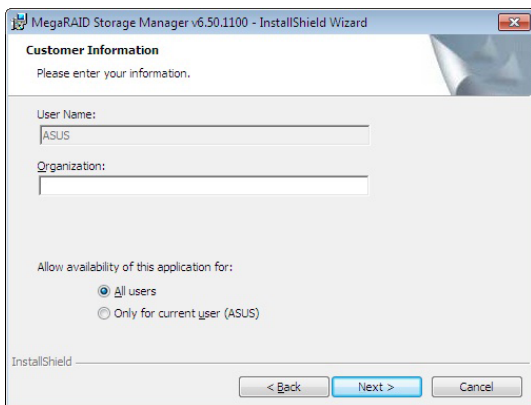 MegaRAID Storage Manager v6.50.1100 - InstallShield Wizard
Customer Information
Please enter your information.
User Name:
ASUS
Organization:
Allow availability of this application for:
All users
Only for current user (ASUS)
InstallShield
< Back Next > Cancel